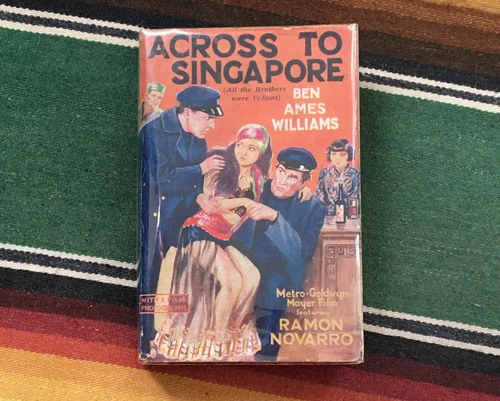 ACROSS TO
SINGAPORE
(All the Brothers
were Valiant)
BEN
AMES
WILLIAMS
WITH 8 FILM
PHOTOGRAPHS
Metro-Goldwyn
Mayer Film
featuring
RAMON
NOVARRO